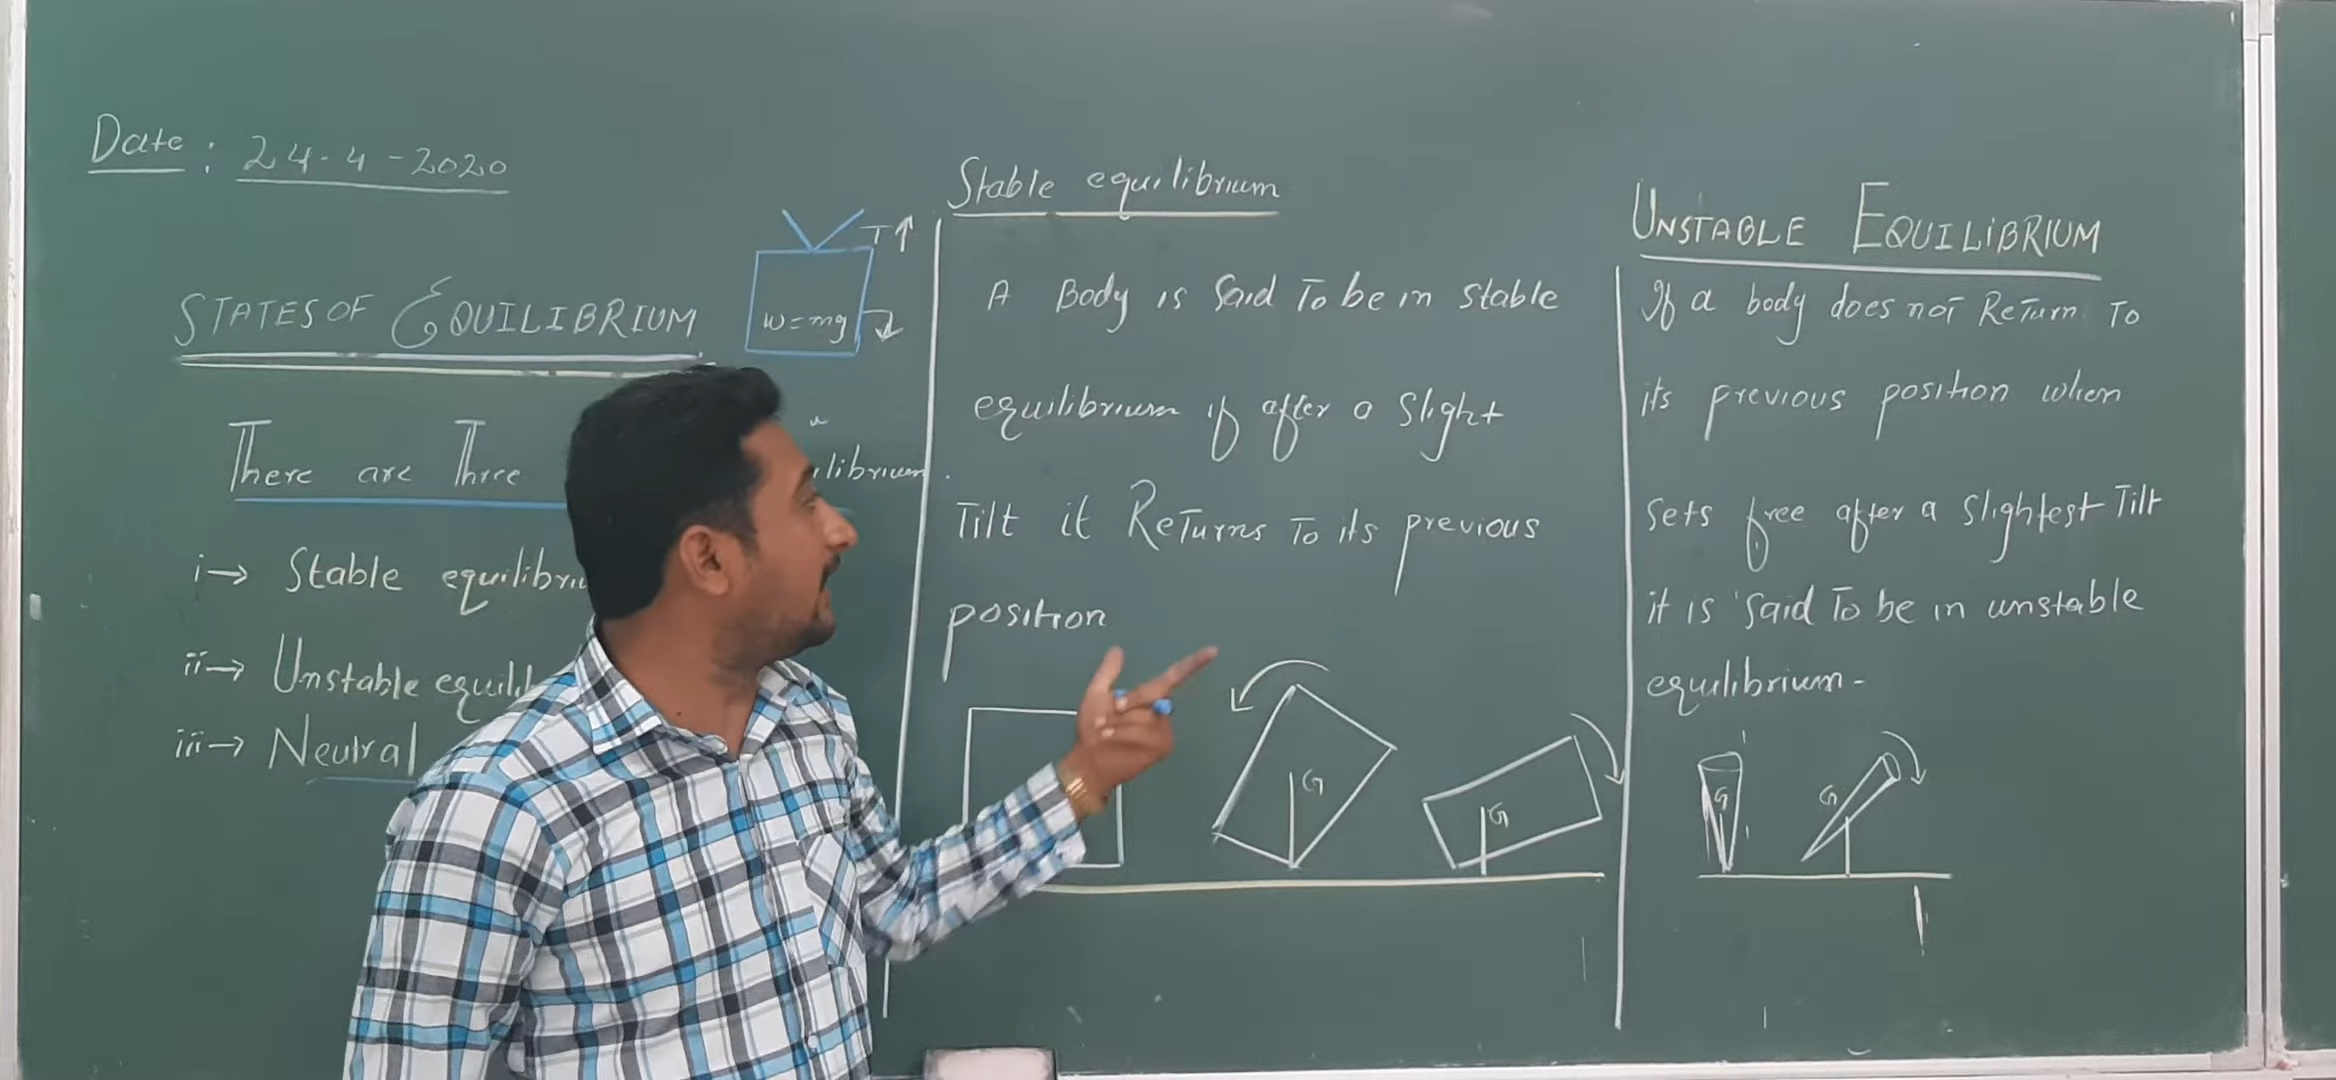 Date: 24-4-2020
STATES OF EQUILIBRIUM
T↑
w=mg
There are Three
i→ Stable
ii→ Unstable
iii→ Neutral
Stable equilibrium
A Body is Said To be in Stable
equilibrium if after a Slight
Tilt it ReTurns To its previous
position
G
G
UNSTABLE EQUILIBRIUM
If a body does not ReTurn To
its previous position when
Sets free after a Slightest Tilt
it is said To be in unstable
equilibrium-
G
G